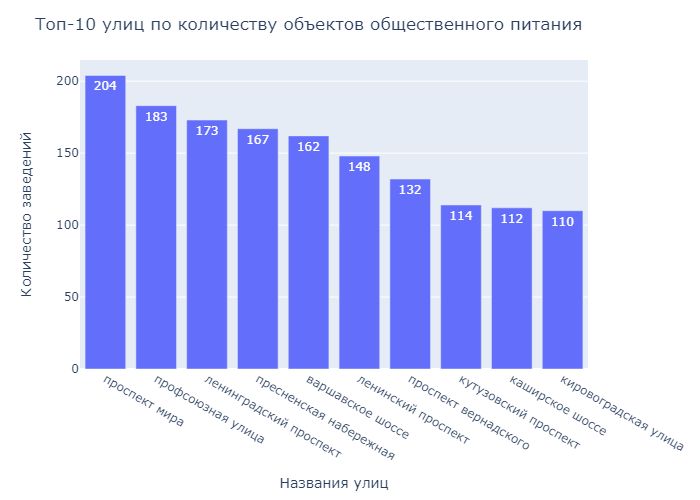 Топ-10 улиц по количеству объектов общественного питания
Количество заведений
200
150
100
50
0
204
183
173
167
162
148
132
114
112
110
проспект мира
профсоюзная улица
ленинградский проспект
пресненская набережная
варшавское шоссе
ленинский проспект
проспект вернадского
кутузовский проспект
каширское шоссе
кировоградская улица
Названия улиц